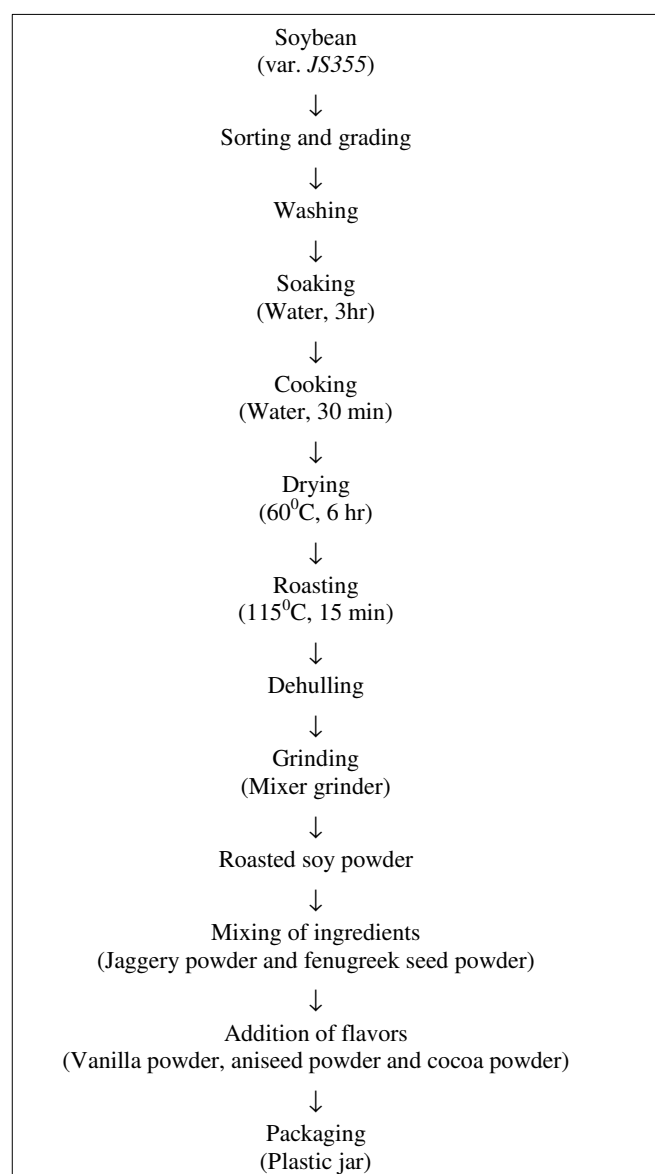 Soybean
(var. JS355)
↓
Sorting and grading
↓
Washing
↓
Soaking
(Water, 3hr)
↓
Cooking
(Water, 30 min)
↓
Drying
(60⁰C, 6 hr)
↓
Roasting
(115⁰C, 15 min)
↓
Dehulling
↓
Grinding
(Mixer grinder)
↓
Roasted soy powder
↓
Mixing of ingredients
(Jaggery powder and fenugreek seed powder)
↓
Addition of flavors
(Vanilla powder, aniseed powder and cocoa powder)
↓
Packaging
(Plastic jar)